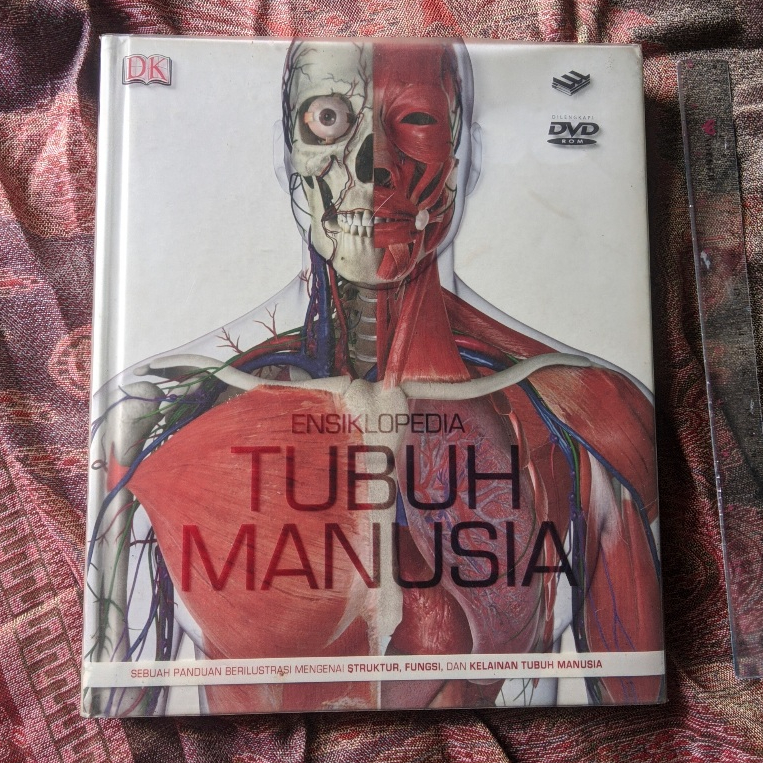 DK
DILENGKAPI
DVD
ROM
ENSIKLOPEDIA
TUBUH
MANUSIA
SEBUAH PANDUAN BERILUSTRASI MENGENAI STRUKTUR, FUNGSI, DAN KELAINAN TUBUH MANUSIA